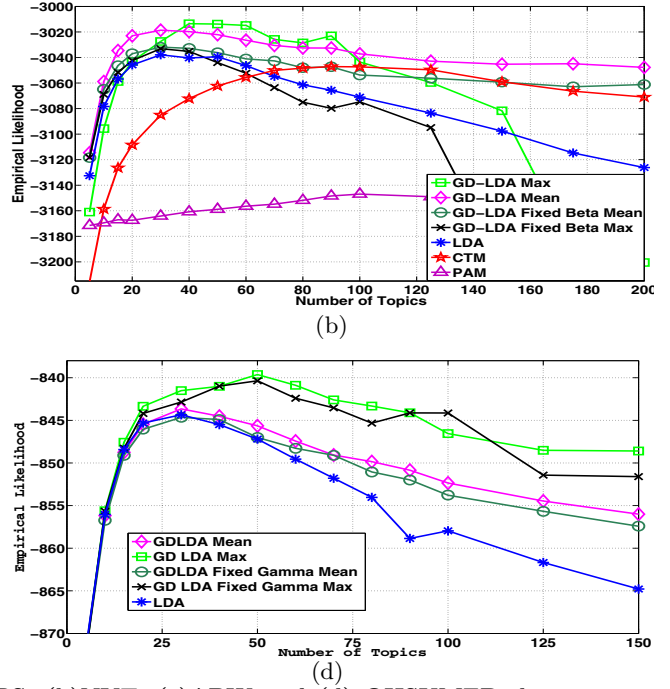 -3000
-3020
-3040
-3060
-3080
-3100
-3120
-3140
-3160
-3180
-3200
Empirical Likelihood
0 20 40 60 80 100 120 140 160 180 200
Number of Topics
GD-LDA Max
GD-LDA Mean
GD-LDA Fixed Beta Mean
GD-LDA Fixed Beta Max
LDA
CTM
PAM
(b)
-840
-845
-850
-855
-860
-865
-870
Empirical Likelihood
0 25 50 75 100 125 150
Number of Topics
GDLDA Mean
GD LDA Max
GDLDA Fixed Gamma Mean
GD LDA Fixed Gamma Max
LDA
(d)